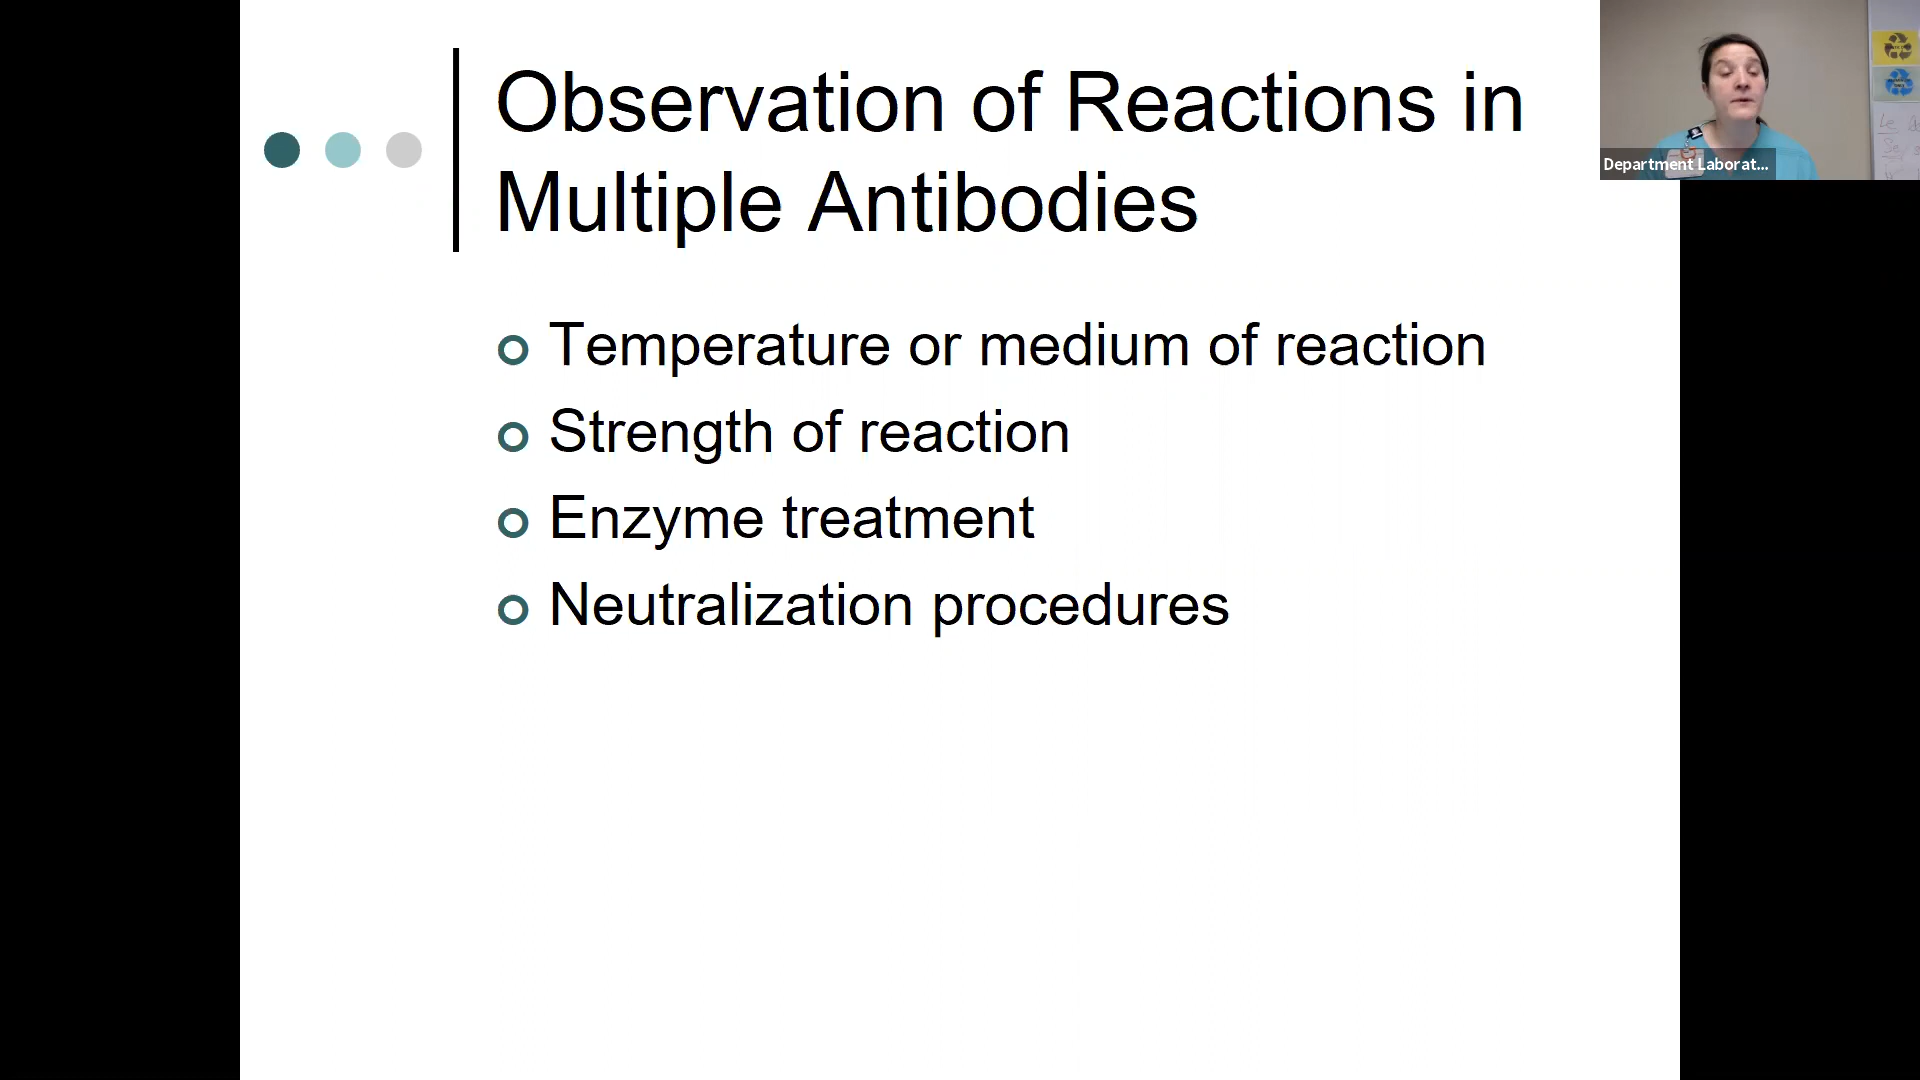 Observation of Reactions in
Multiple Antibodies
Temperature or medium of reaction
Strength of reaction
Enzyme treatment
Neutralization procedures
Department Laborat...